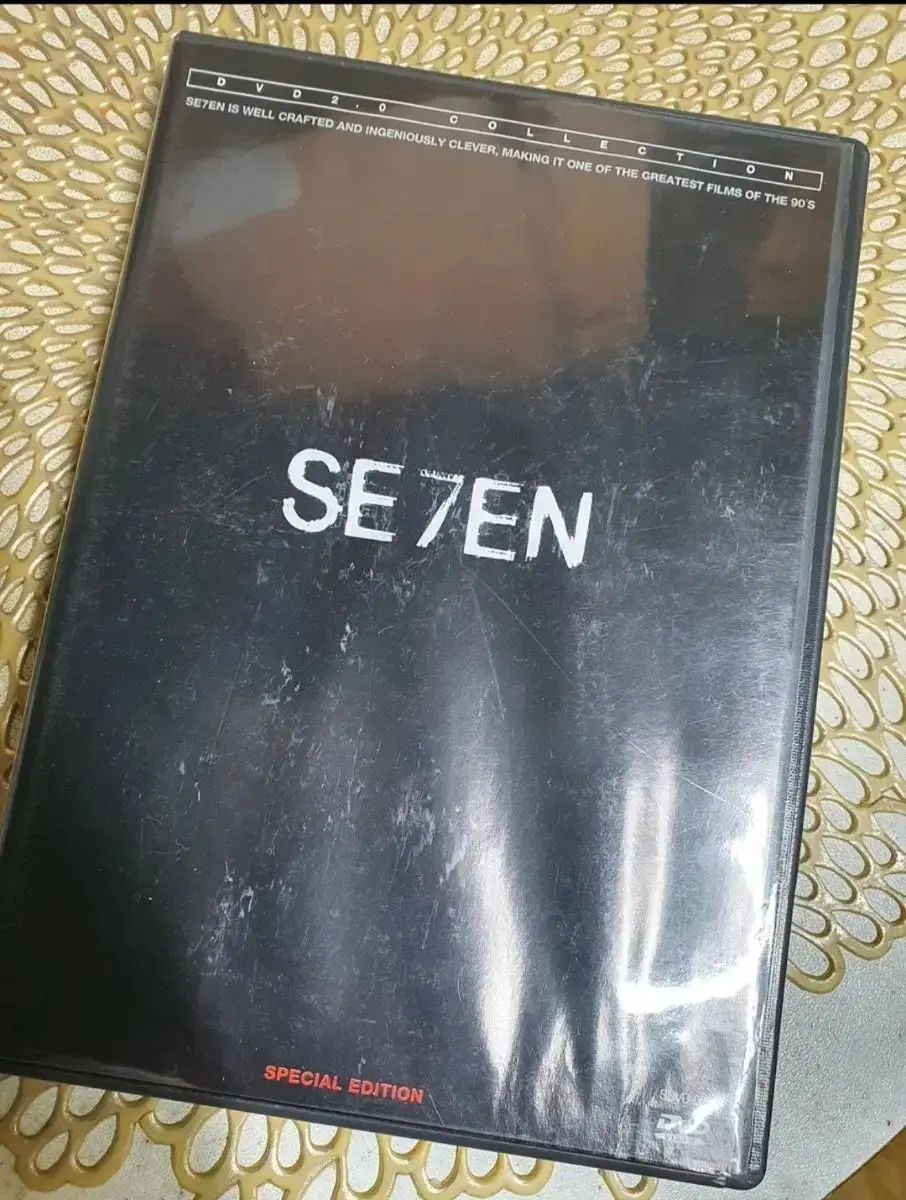 DVD2.0 COLLECTION
SE7EN IS WELL CRAFTED AND INGENIOUSLY CLEVER, MAKING IT ONE OF THE GREATEST FILMS OF THE 90'S
SE7EN
SPECIAL EDITION
DVD